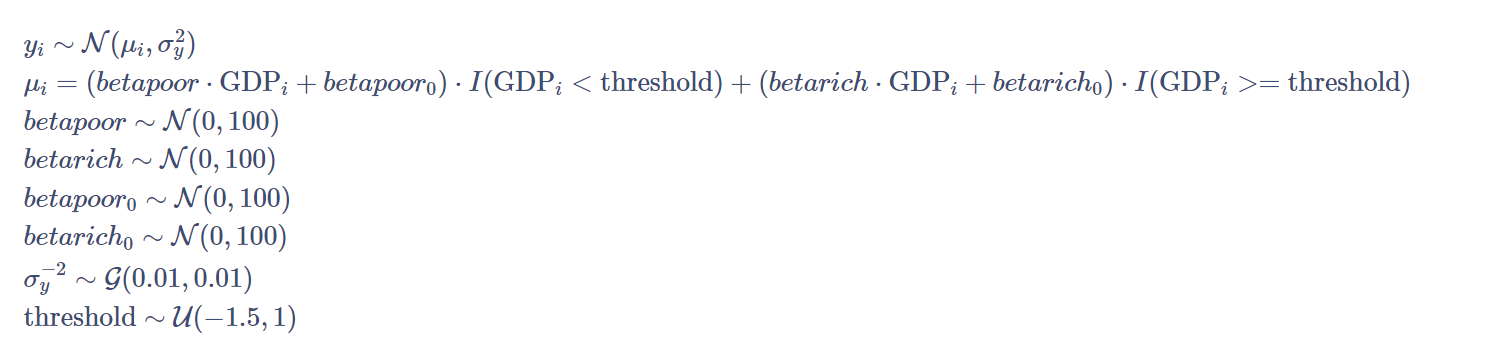 y_i ∼ 𝒩(μ_i, σ_y^2)
μ_i = (betapoor · GDP_i + betapoor_0) · I(GDP_i < threshold) + (betarich · GDP_i + betarich_0) · I(GDP_i >= threshold)
betapoor ∼ 𝒩(0, 100)
betarich ∼ 𝒩(0, 100)
betapoor_0 ∼ 𝒩(0, 100)
betarich_0 ∼ 𝒩(0, 100)
σ_y^{−2} ∼ 𝒢(0.01, 0.01)
threshold ∼ 𝒰(−1.5, 1)